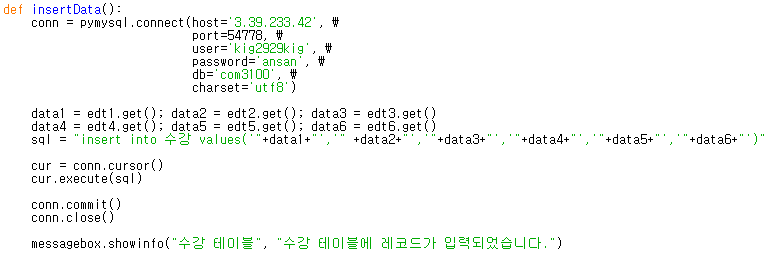 def insertData():
conn = pymysql.connect(host='3.39.233.42', ₩
port=54778, ₩
user='kig2929kig', ₩
password='ansan', ₩
db='com3100', ₩
charset='utf8')
data1 = edt1.get(); data2 = edt2.get(); data3 = edt3.get()
data4 = edt4.get(); data5 = edt5.get(); data6 = edt6.get()
sql = "insert into 수강 values('"+data1+"','" +data2+"','"+data3+"','"+data4+"','"+data5+"','"+data6+"')"
cur = conn.cursor()
cur.execute(sql)
conn.commit()
conn.close()
messagebox.showinfo("수강 테이블", "수강 테이블에 레코드가 입력되었습니다.")